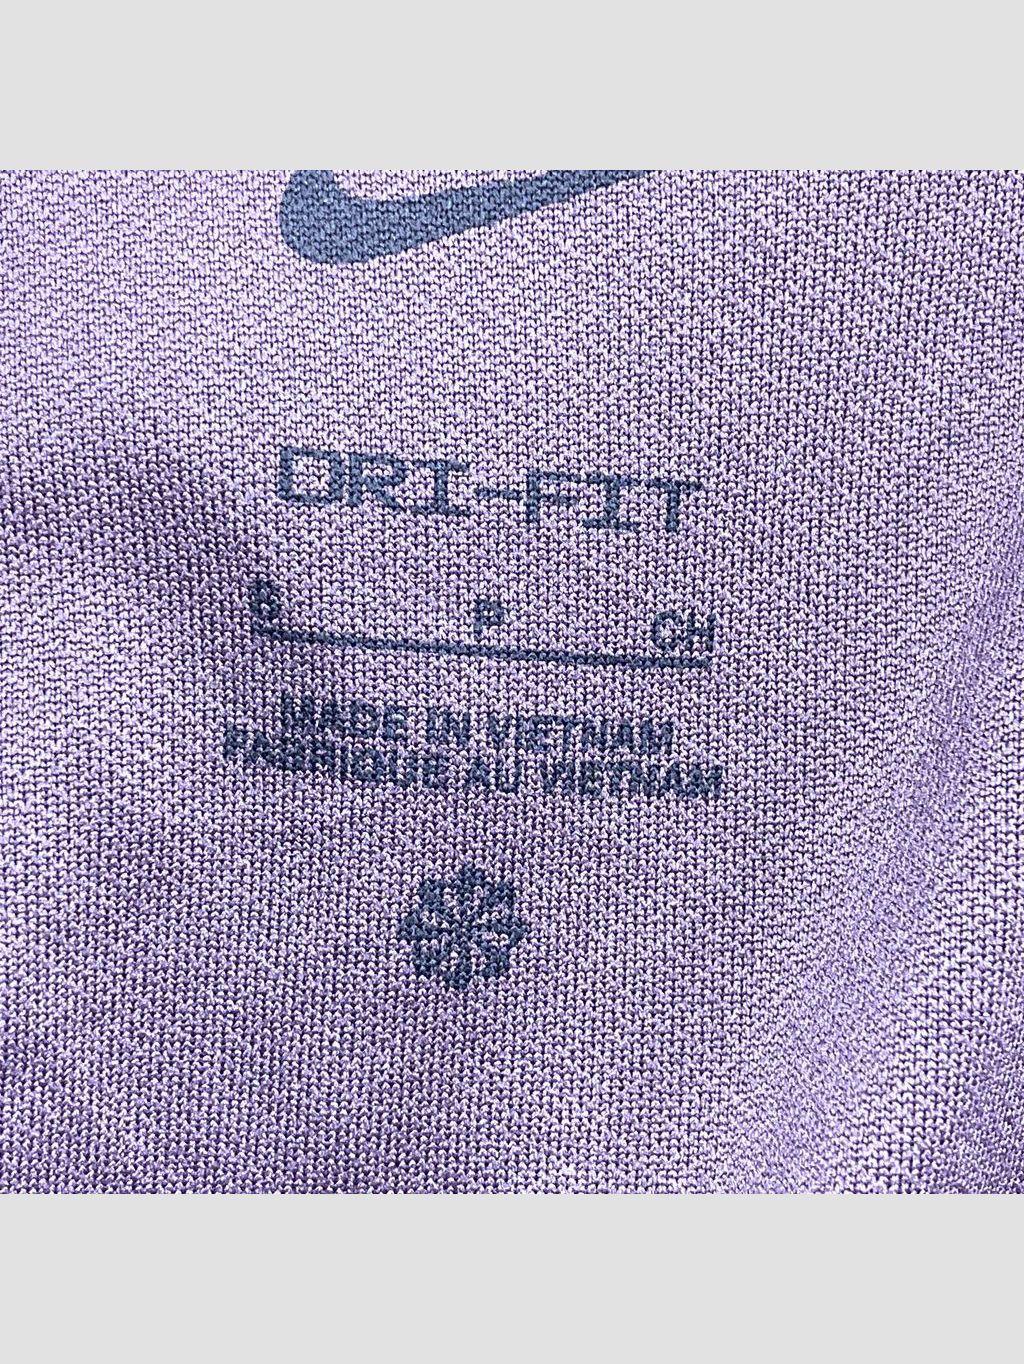 DRI-FIT
S P CH
MADE IN VIETNAM
FABRIQUÉ AU VIETNAM